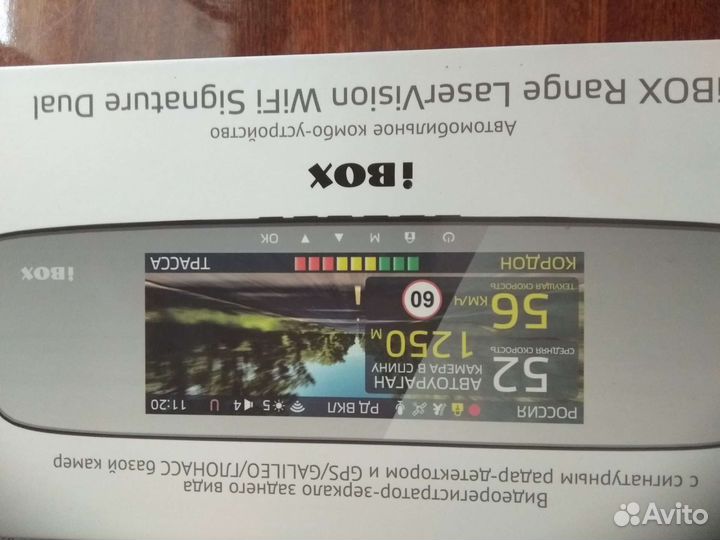 Видеорегистратор-зеркало заднего вида
с сигнатурным радар-детектором и GPS/GALILEO/ГЛОНАСС базой камер
РОССИЯ РД ВКЛ 5 4 U 11:20
52 АВТОУРАГАН
КАМЕРА В СПИНУ
СРЕДНЯЯ СКОРОСТЬ
1250 М
56 КМ/Ч
60
ТЕКУЩАЯ СКОРОСТЬ
КОРДОН ТРАССА
iBOX
M ▲ ▼ OK
iBOX
Автомобильное комбо-устройство
iBOX Range LaserVision WiFi Signature Dual
Avito